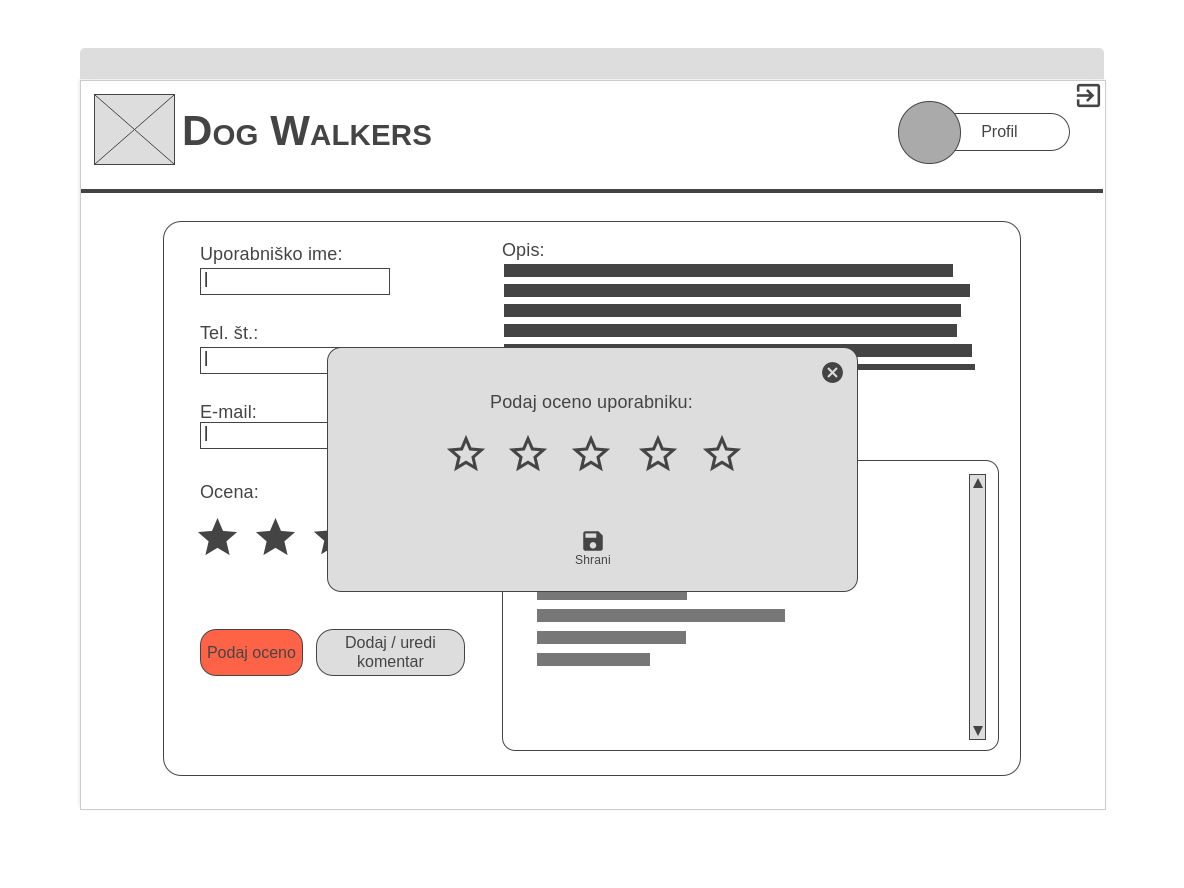 Dog Walkers
Profil
Uporabniško ime:
Tel. št.:
E-mail:
Ocena:
Podaj oceno
Dodaj / uredi
komentar
Opis:
Podaj oceno uporabniku:
Shrani